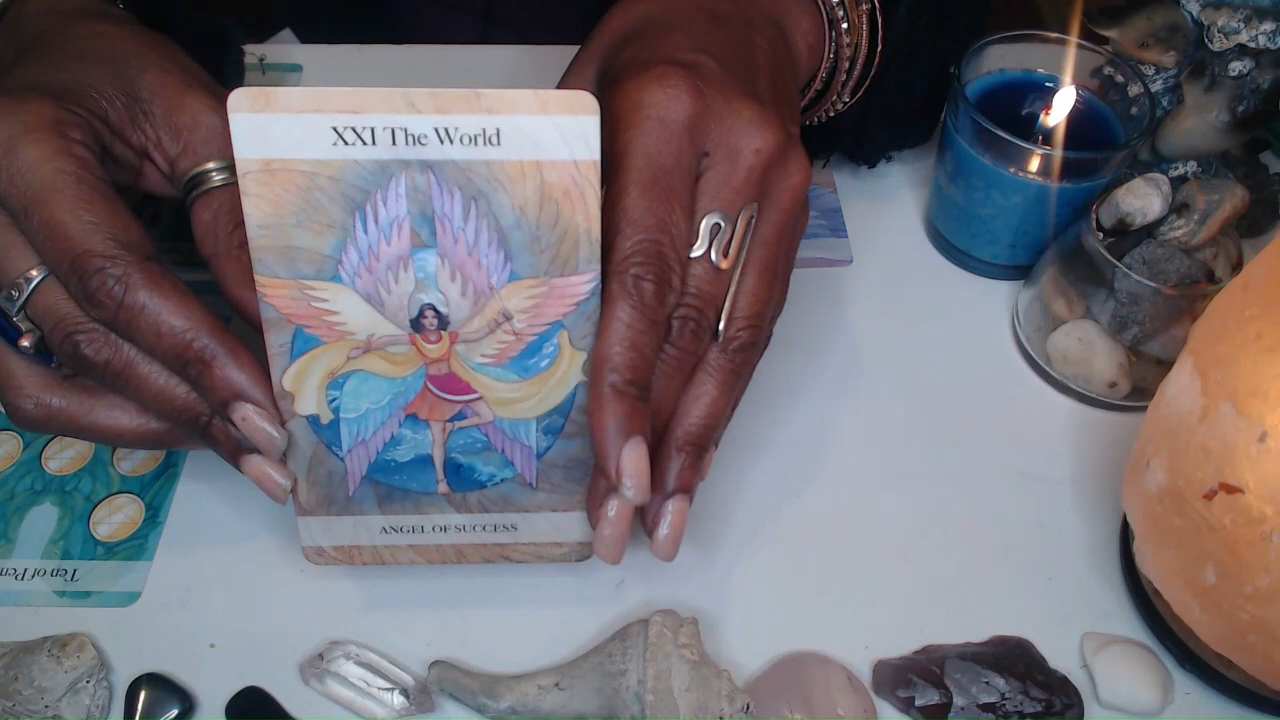 XXI The World
ANGEL OF SUCCESS
Ten of Pen